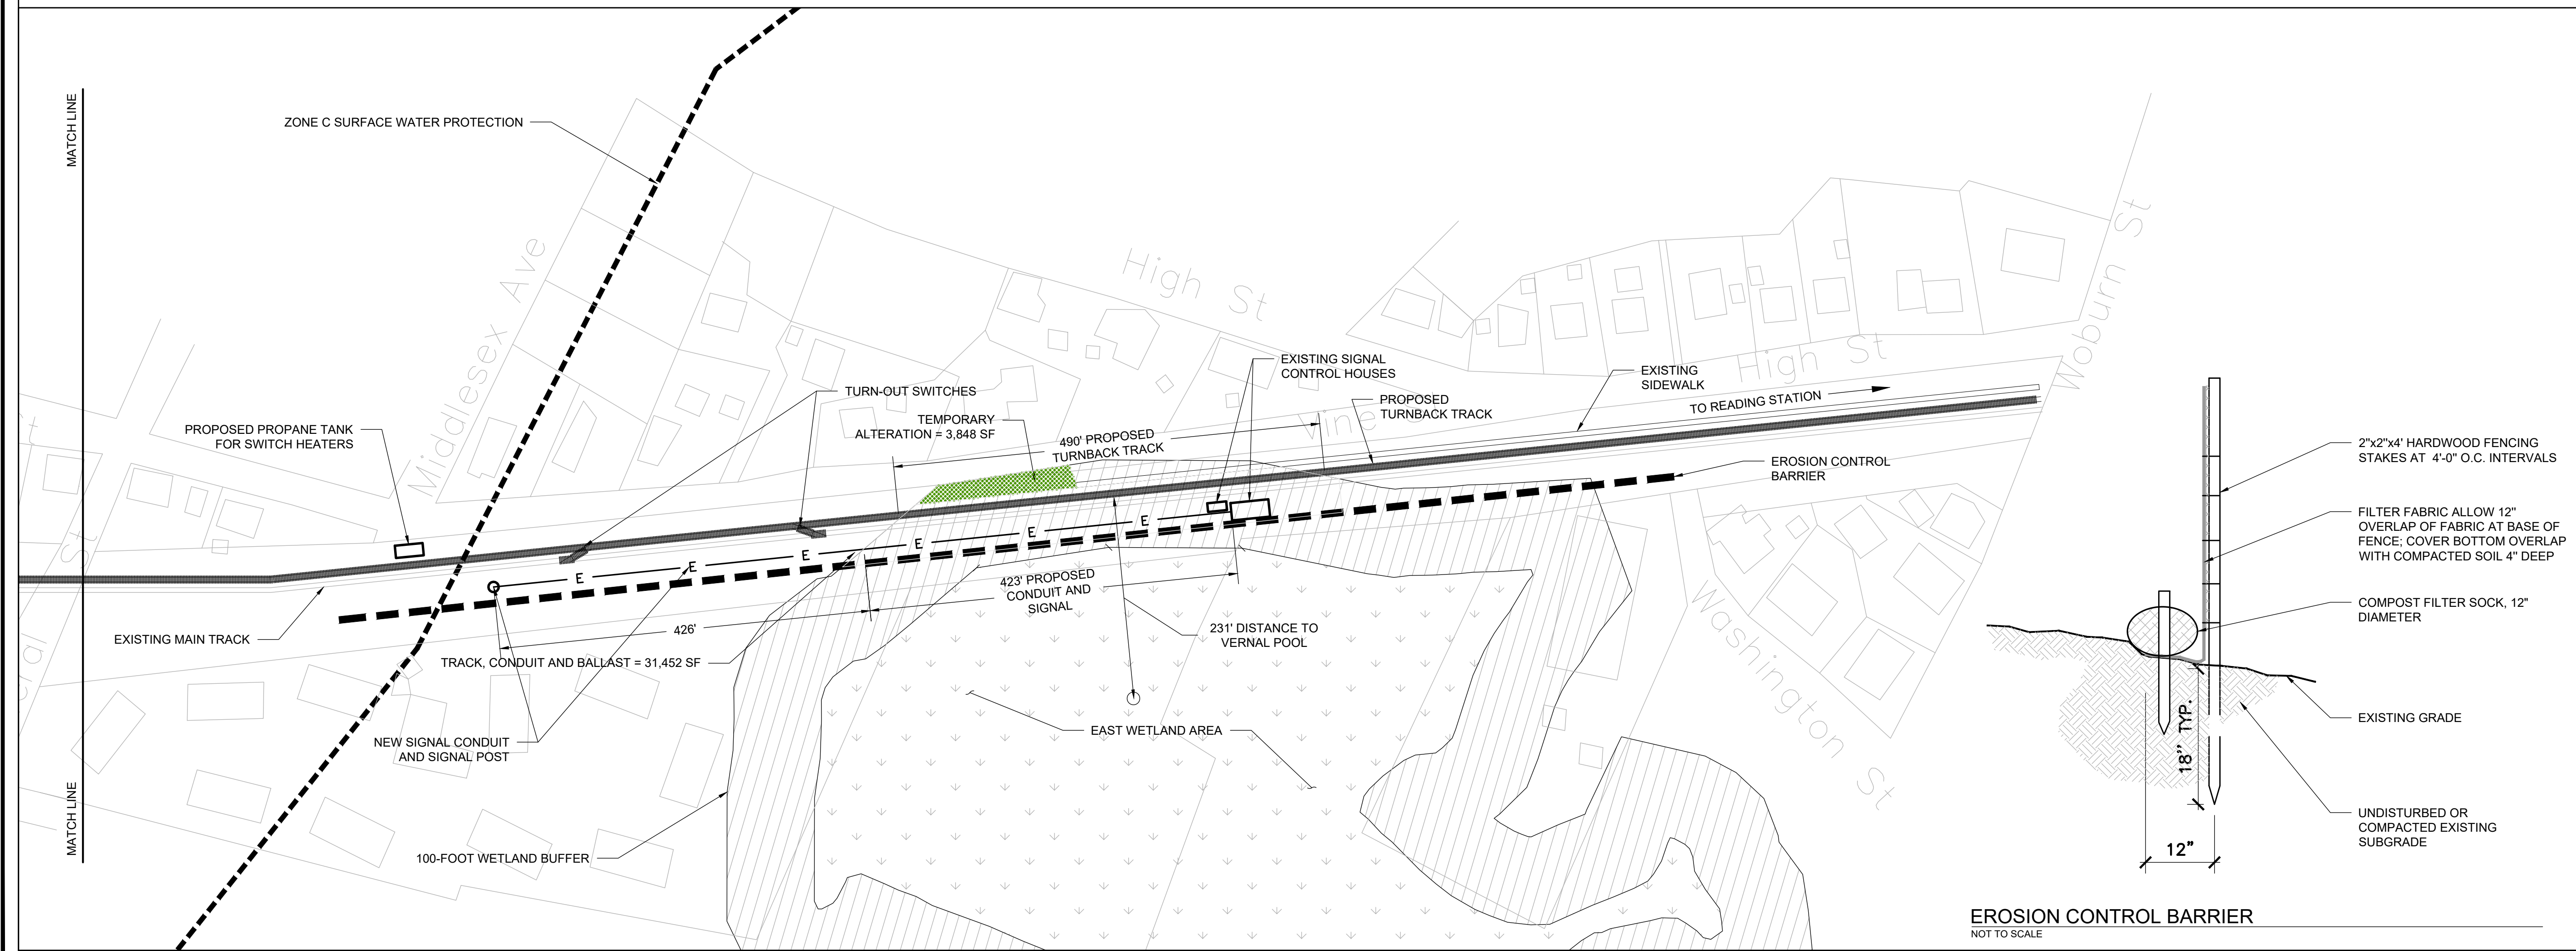 MATCH LINE
MATCH LINE
ZONE C SURFACE WATER PROTECTION
Middlesex Ave
High St
High St
Woburn St
Washington St
St
PROPOSED PROPANE TANK
FOR SWITCH HEATERS
TURN-OUT SWITCHES
TEMPORARY
ALTERATION = 3,848 SF
490' PROPOSED
TURNBACK TRACK
EXISTING SIGNAL
CONTROL HOUSES
PROPOSED
TURNBACK TRACK
EXISTING
SIDEWALK
TO READING STATION
EROSION CONTROL
BARRIER
Vine
E
E
E
E
E
E
423' PROPOSED
CONDUIT AND
SIGNAL
426'
EXISTING MAIN TRACK
TRACK, CONDUIT AND BALLAST = 31,452 SF
231' DISTANCE TO
VERNAL POOL
EAST WETLAND AREA
NEW SIGNAL CONDUIT
AND SIGNAL POST
100-FOOT WETLAND BUFFER
2"x2"x4' HARDWOOD FENCING
STAKES AT 4'-0" O.C. INTERVALS
FILTER FABRIC ALLOW 12"
OVERLAP OF FABRIC AT BASE OF
FENCE; COVER BOTTOM OVERLAP
WITH COMPACTED SOIL 4" DEEP
COMPOST FILTER SOCK, 12"
DIAMETER
EXISTING GRADE
UNDISTURBED OR
COMPACTED EXISTING
SUBGRADE
18" TYP.
12"
EROSION CONTROL BARRIER
NOT TO SCALE